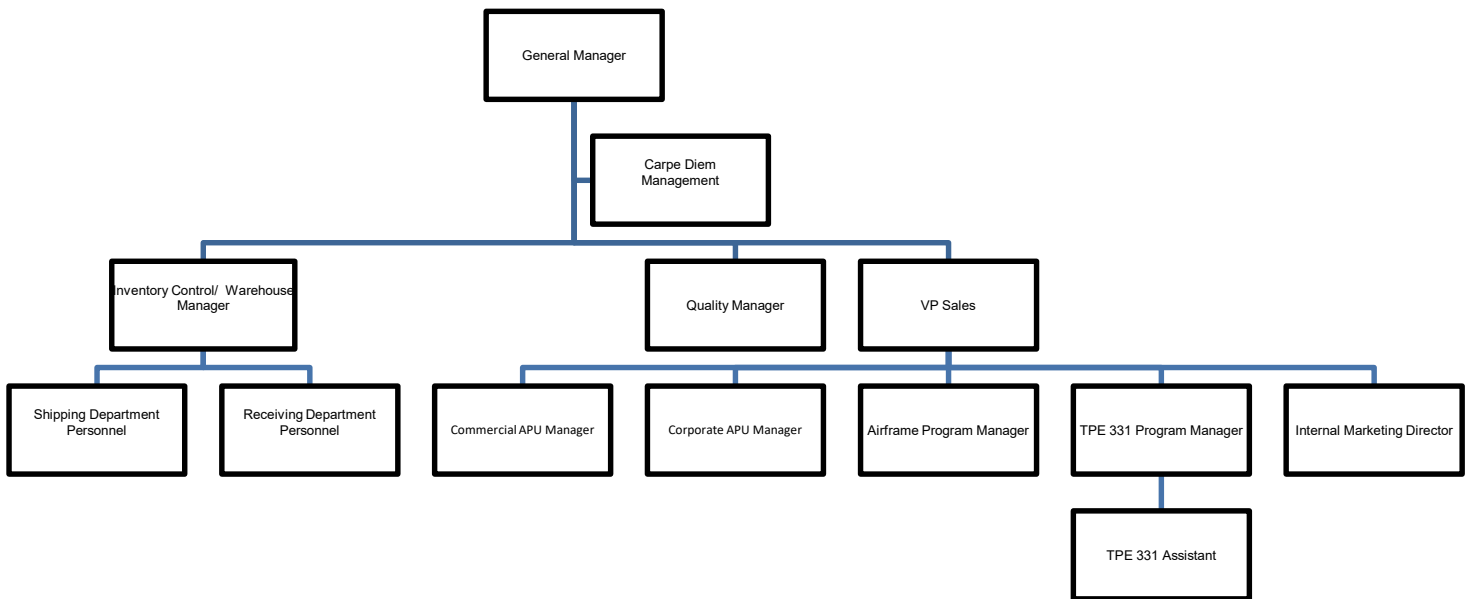 General Manager
Carpe Diem
Management
Inventory Control/ Warehouse
Manager
Quality Manager
VP Sales
Shipping Department
Personnel
Receiving Department
Personnel
Commercial APU Manager
Corporate APU Manager
Airframe Program Manager
TPE 331 Program Manager
Internal Marketing Director
TPE 331 Assistant